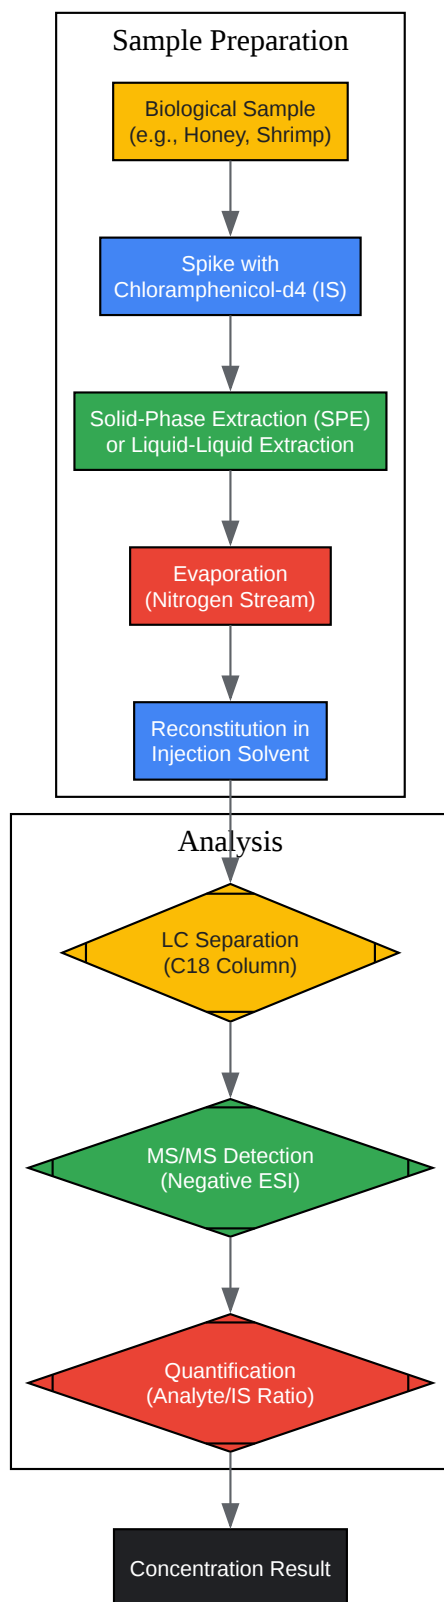 Sample Preparation
Biological Sample
(e.g., Honey, Shrimp)
Spike with
Chloramphenicol-d4 (IS)
Solid-Phase Extraction (SPE)
or Liquid-Liquid Extraction
Evaporation
(Nitrogen Stream)
Reconstitution in
Injection Solvent
Analysis
LC Separation
(C18 Column)
MS/MS Detection
(Negative ESI)
Quantification
(Analyte/IS Ratio)
Concentration Result